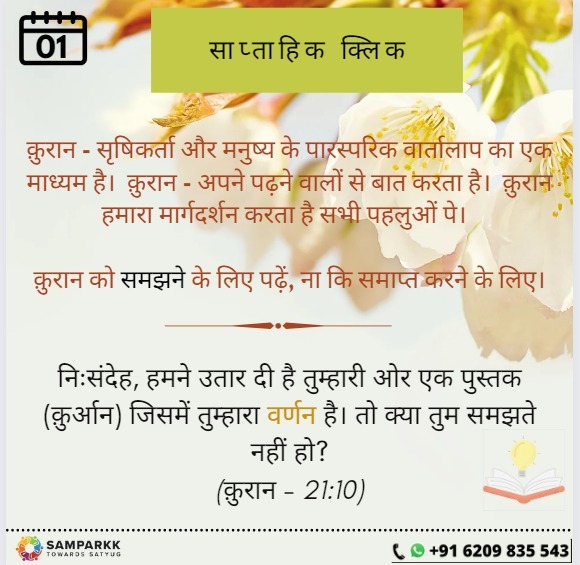 01
साप्ताहिक क्लिक
क़ुरान - सृषिकर्ता और मनुष्य के पारस्परिक वार्तालाप का एक
माध्यम है। क़ुरान - अपने पढ़ने वालों से बात करता है। क़ुरान
हमारा मार्गदर्शन करता है सभी पहलुओं पे।
क़ुरान को समझने के लिए पढ़ें, ना कि समाप्त करने के लिए।
निःसंदेह, हमने उतार दी है तुम्हारी ओर एक पुस्तक
(क़ुर्आन) जिसमें तुम्हारा वर्णन है। तो क्या तुम समझते
नहीं हो?
(क़ुरान - 21:10)
SAMPARKK
TOWARDS SATYUG
+91 6209 835 543